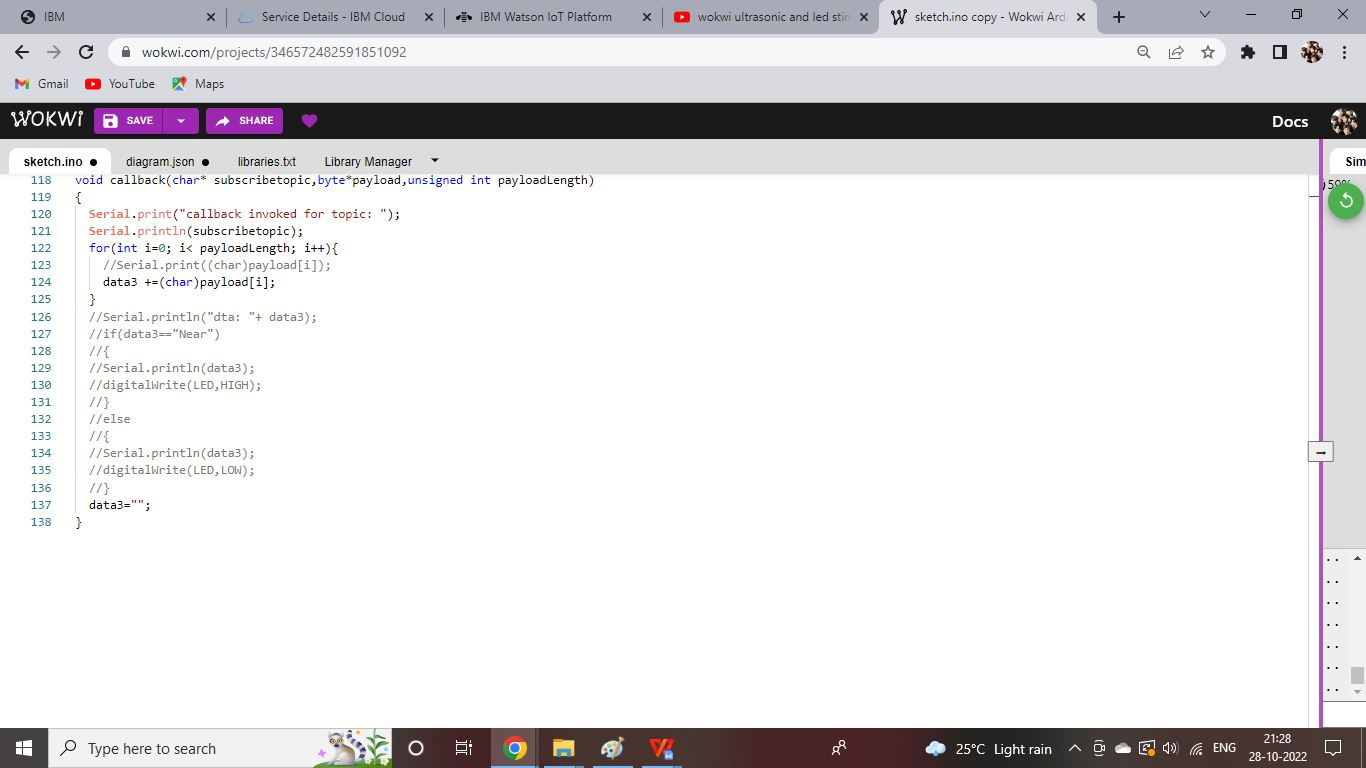 IBM
Service Details - IBM Cloud
IBM Watson IoT Platform
wokwi ultrasonic and led stim
sketch.ino copy - Wokwi Ard
wokwi.com/projects/346572482591851092
Gmail
YouTube
Maps
WOKWI
SAVE
SHARE
Docs
sketch.ino ●
diagram.json ●
libraries.txt
Library Manager
Sim
59%
118 void callback(char* subscribetopic,byte*payload,unsigned int payloadLength)
119 {
120 Serial.print("callback invoked for topic: ");
121 Serial.println(subscribetopic);
122 for(int i=0; i< payloadLength; i++){
123 //Serial.print((char)payload[i]);
124 data3 +=(char)payload[i];
125 }
126 //Serial.println("dta: "+ data3);
127 //if(data3=="Near")
128 //{
129 //Serial.println(data3);
130 //digitalWrite(LED,HIGH);
131 //}
132 //else
133 //{
134 //Serial.println(data3);
135 //digitalWrite(LED,LOW);
136 //}
137 data3="";
138 }
..
..
..
..
..
..
..
Type here to search
25°C Light rain
ENG
21:28
28-10-2022